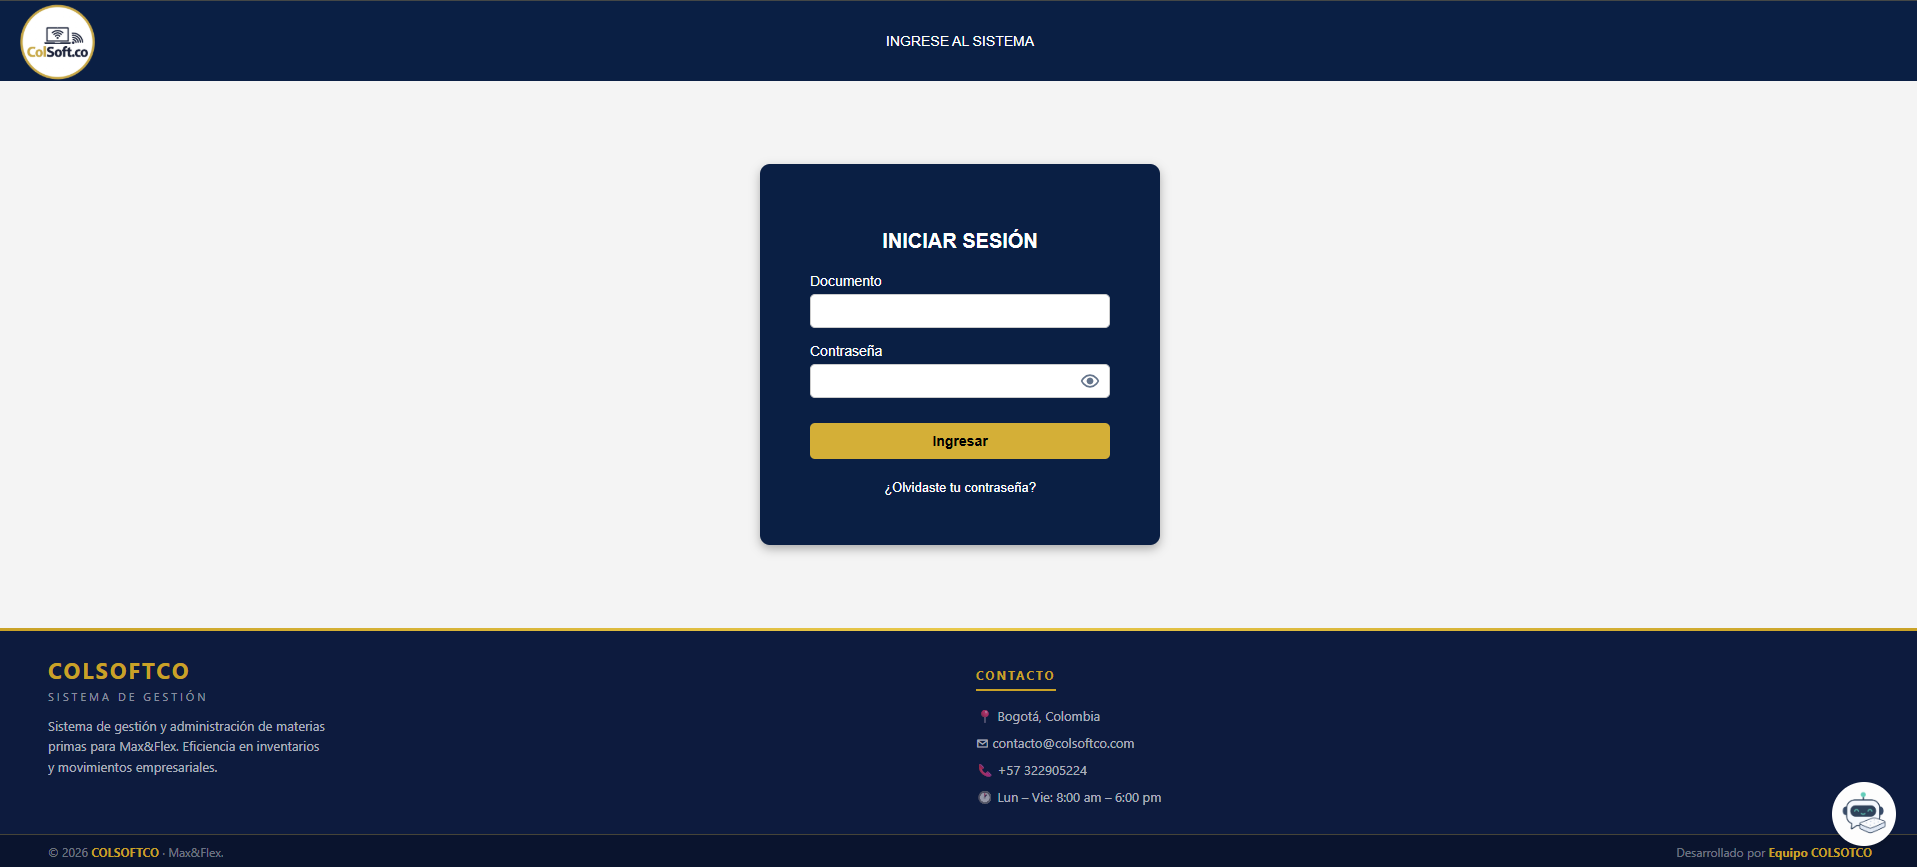 ColSoft.co
INGRESE AL SISTEMA
INICIAR SESIÓN
Documento
Contraseña
Ingresar
¿Olvidaste tu contraseña?
COLSOFTCO
SISTEMA DE GESTIÓN
Sistema de gestión y administración de materias
primas para Max&Flex. Eficiencia en inventarios
y movimientos empresariales.
CONTACTO
Bogotá, Colombia
contacto@colsoftco.com
+57 322905224
Lun – Vie: 8:00 am – 6:00 pm
© 2026 COLSOFTCO · Max&Flex.
Desarrollado por Equipo COLSOTCO